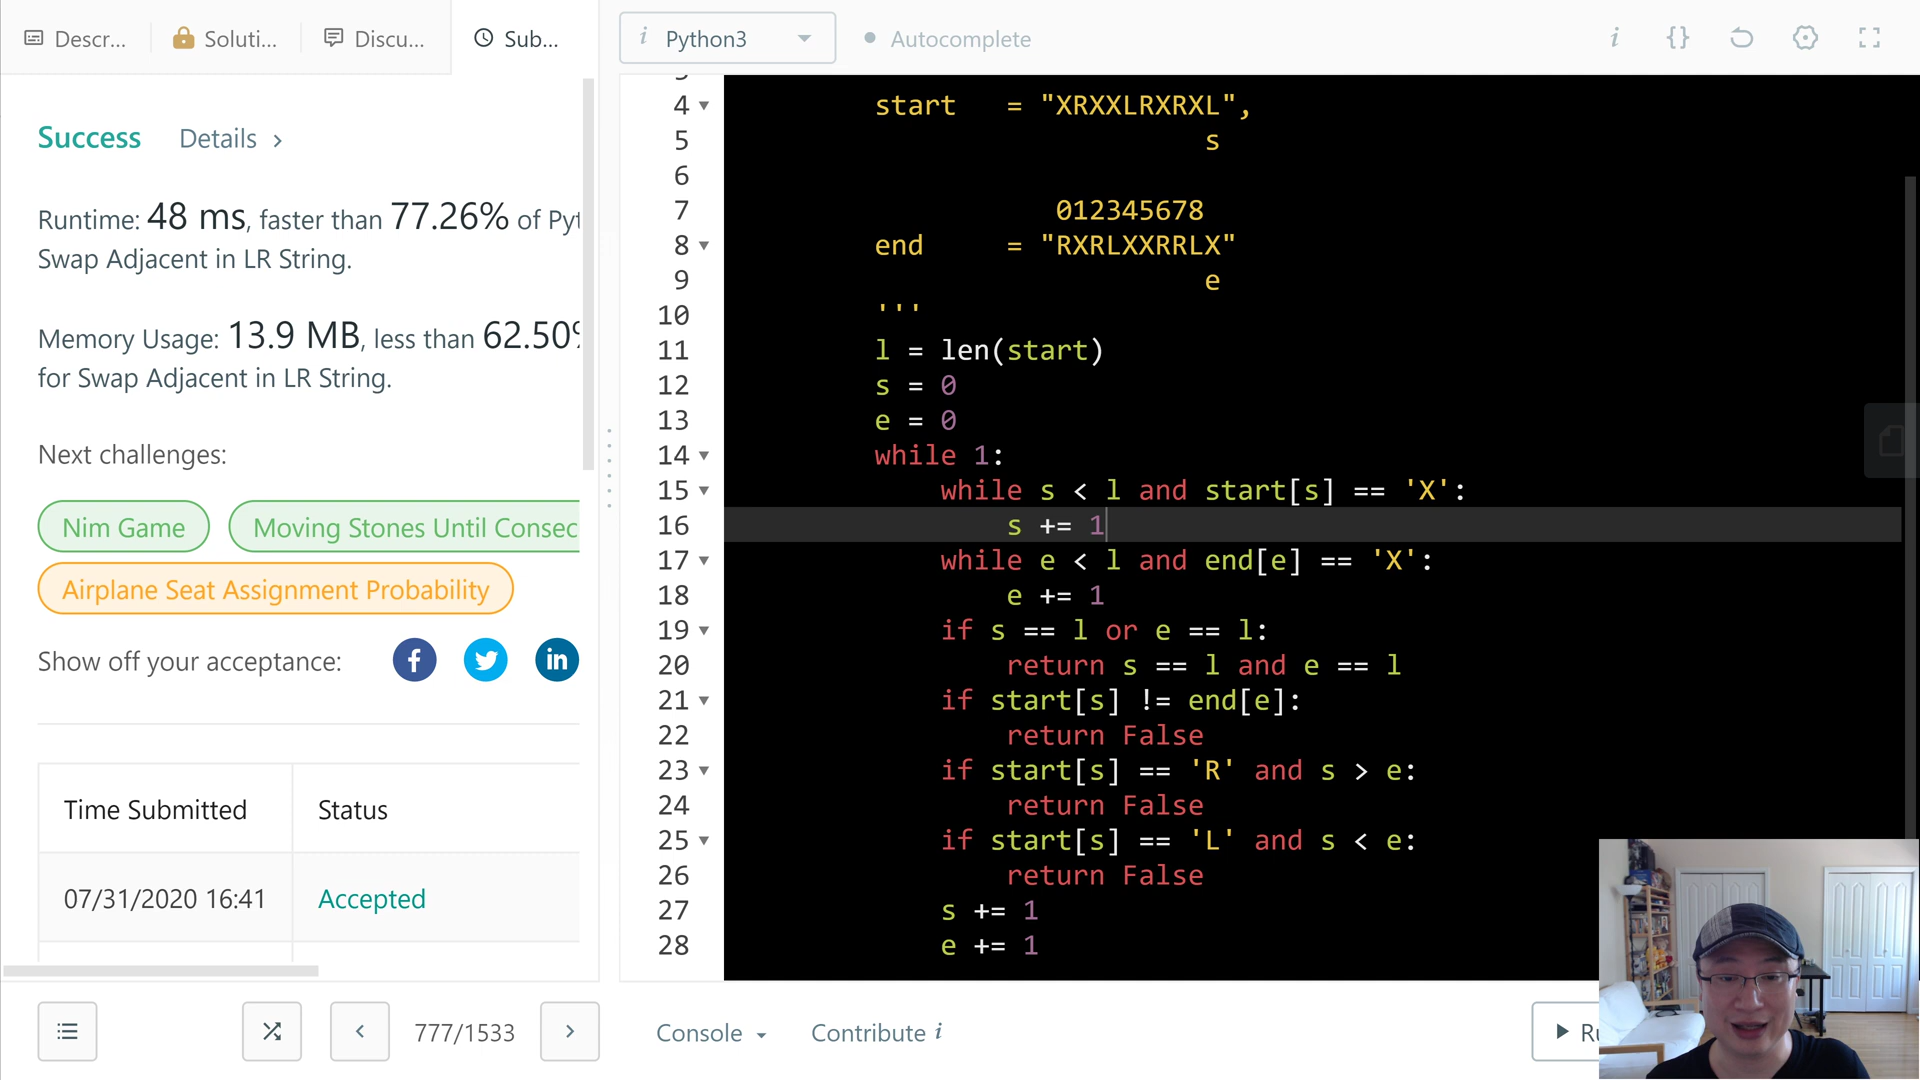 Descr...
Soluti...
Discu...
Sub...
i Python3
Autocomplete
i {}
Success
Details >
Runtime: 48 ms, faster than 77.26% of Pyt
Swap Adjacent in LR String.
Memory Usage: 13.9 MB, less than 62.50%
for Swap Adjacent in LR String.
Next challenges:
Nim Game
Moving Stones Until Consec
Airplane Seat Assignment Probability
Show off your acceptance:
f
in
Time Submitted
Status
07/31/2020 16:41
Accepted
777/1533
4 start = "XRXXLRXRXL",
5 s
6
7 012345678
8 end = "RXRLXXRRLX"
9 e
10 '''
11 l = len(start)
12 s = 0
13 e = 0
14 while 1:
15 while s < l and start[s] == 'X':
16 s += 1
17 while e < l and end[e] == 'X':
18 e += 1
19 if s == l or e == l:
20 return s == l and e == l
21 if start[s] != end[e]:
22 return False
23 if start[s] == 'R' and s > e:
24 return False
25 if start[s] == 'L' and s < e:
26 return False
27 s += 1
28 e += 1
Console
Contribute i